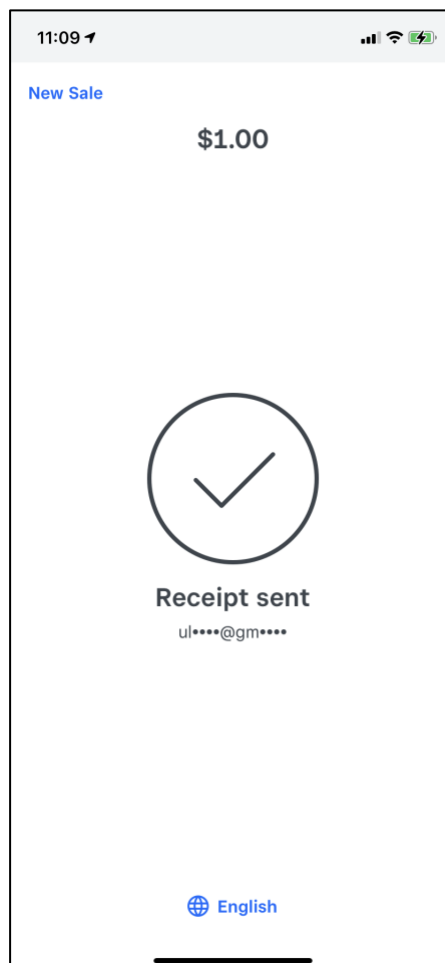 11:09
New Sale
$1.00
Receipt sent
ul••••@gm••••
English